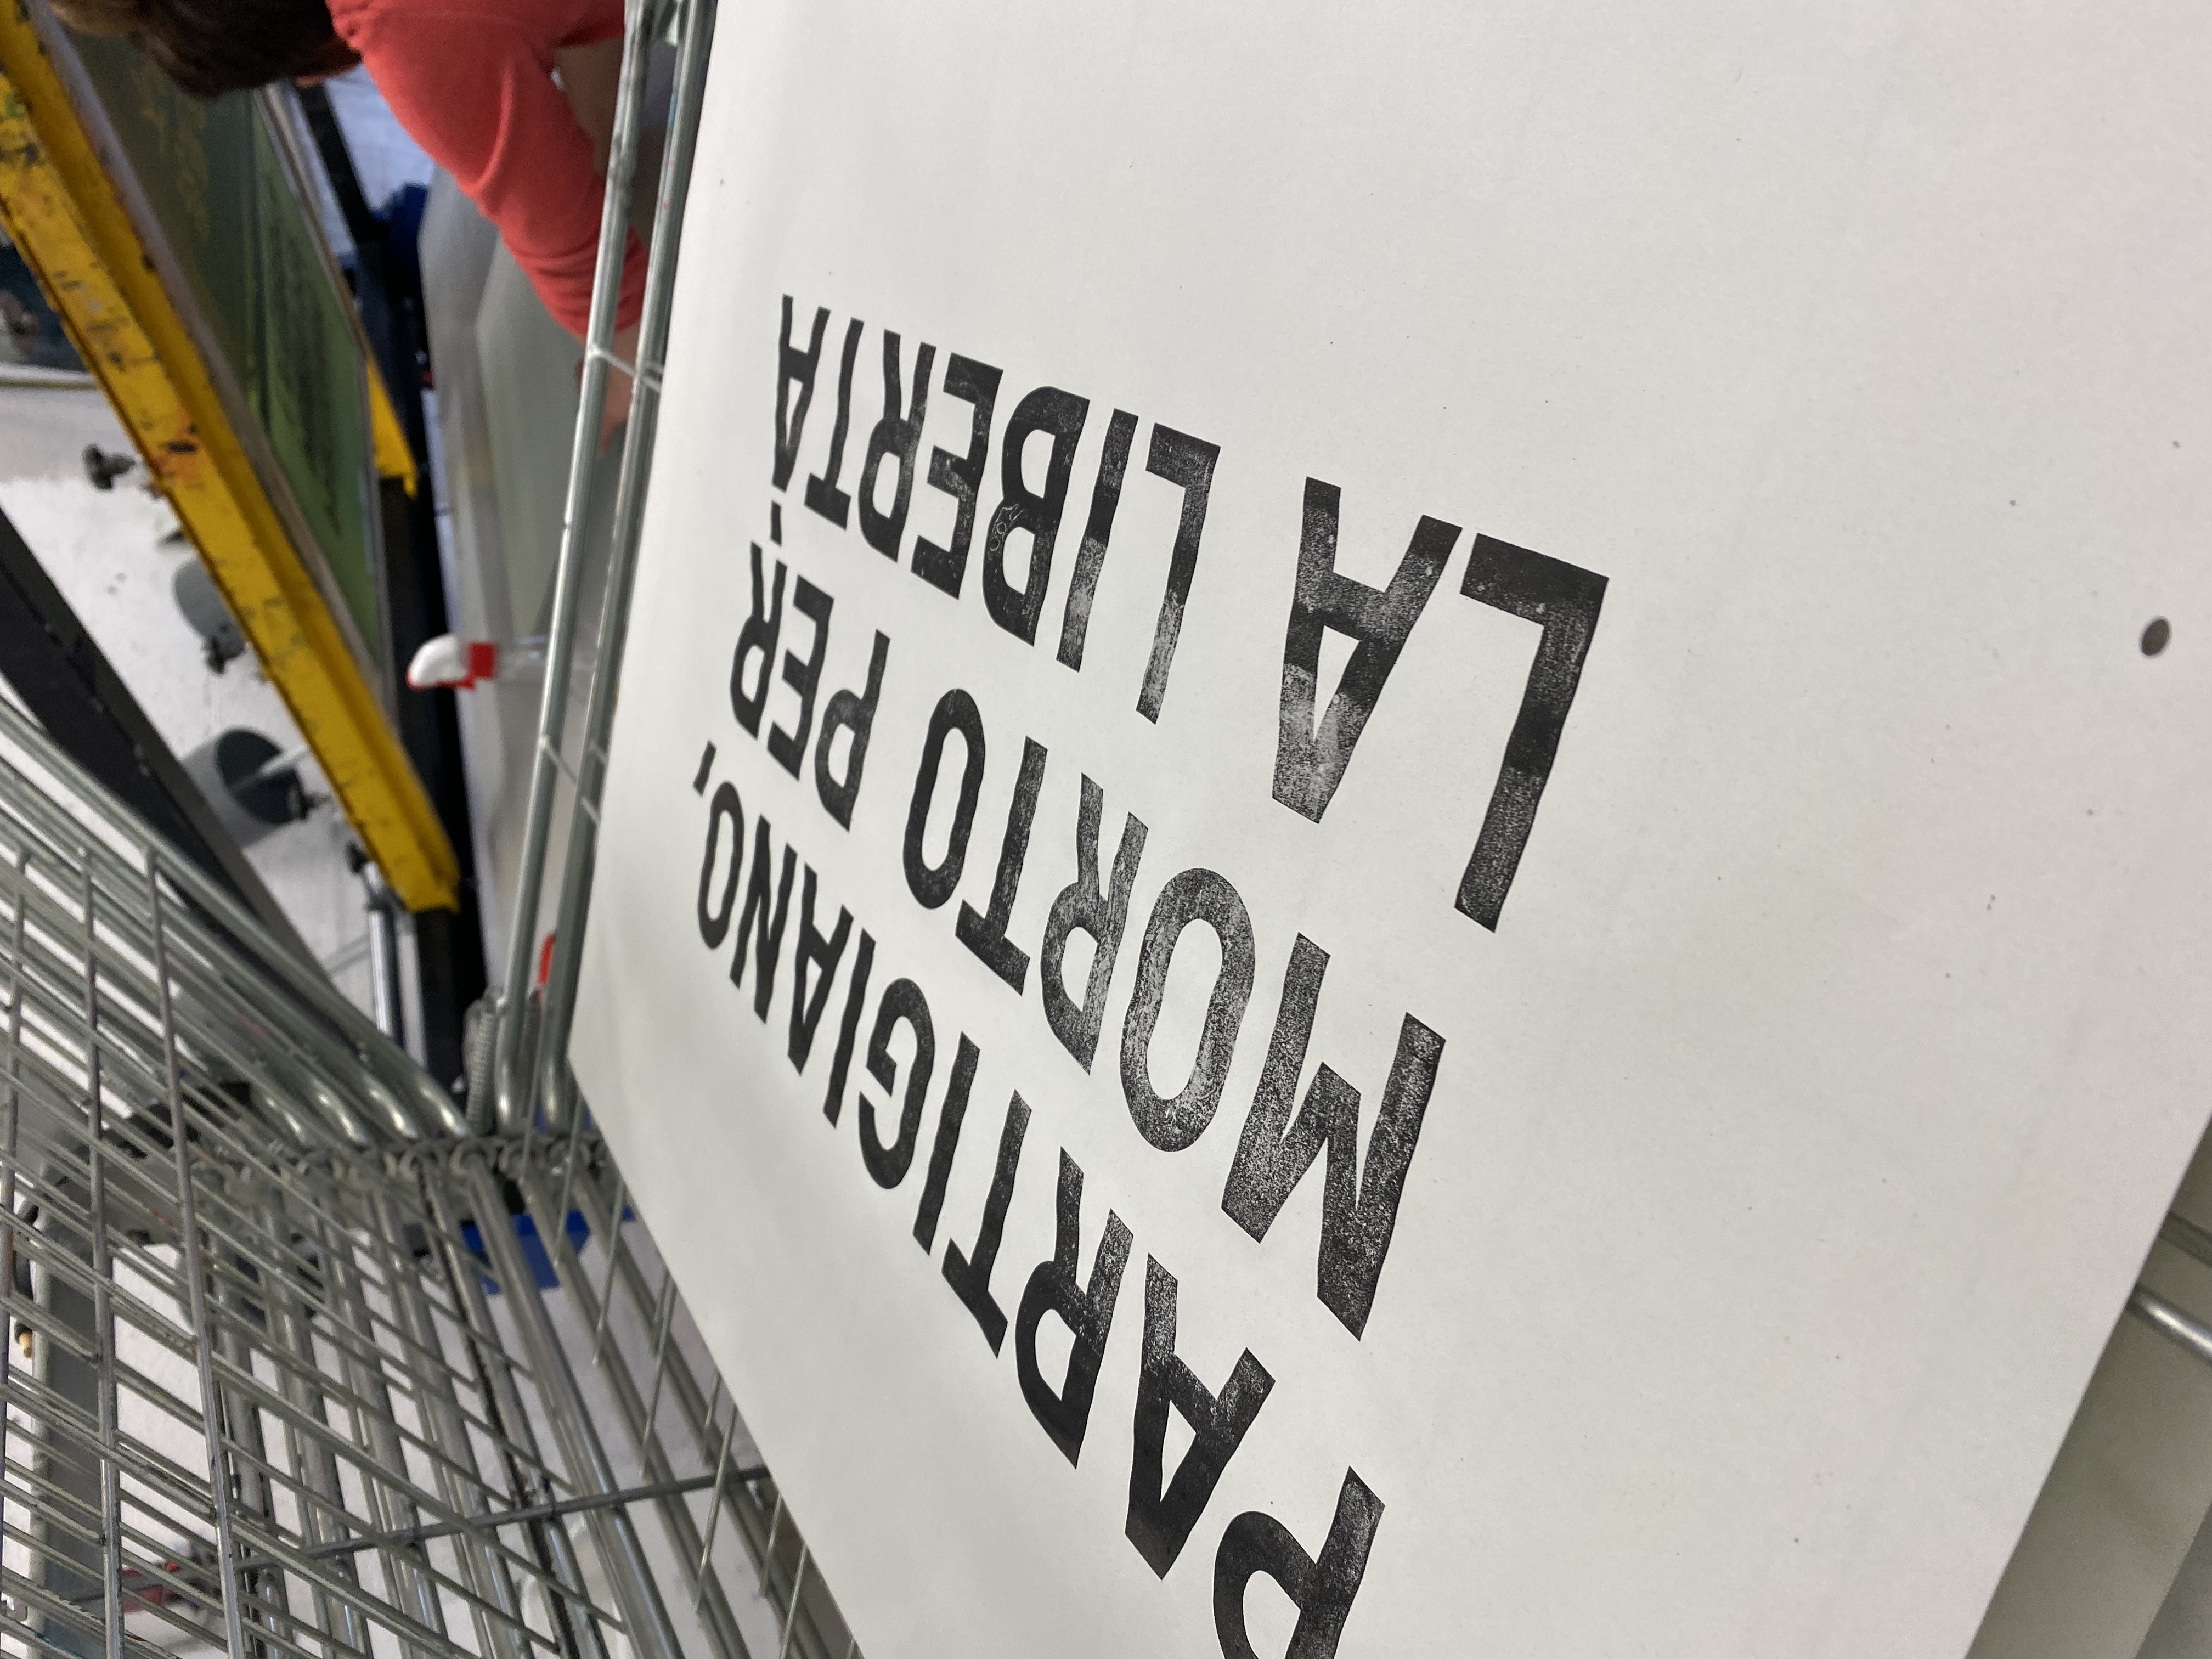 PARTIGIANO,
MORTO PER
LA LIBERTÀ